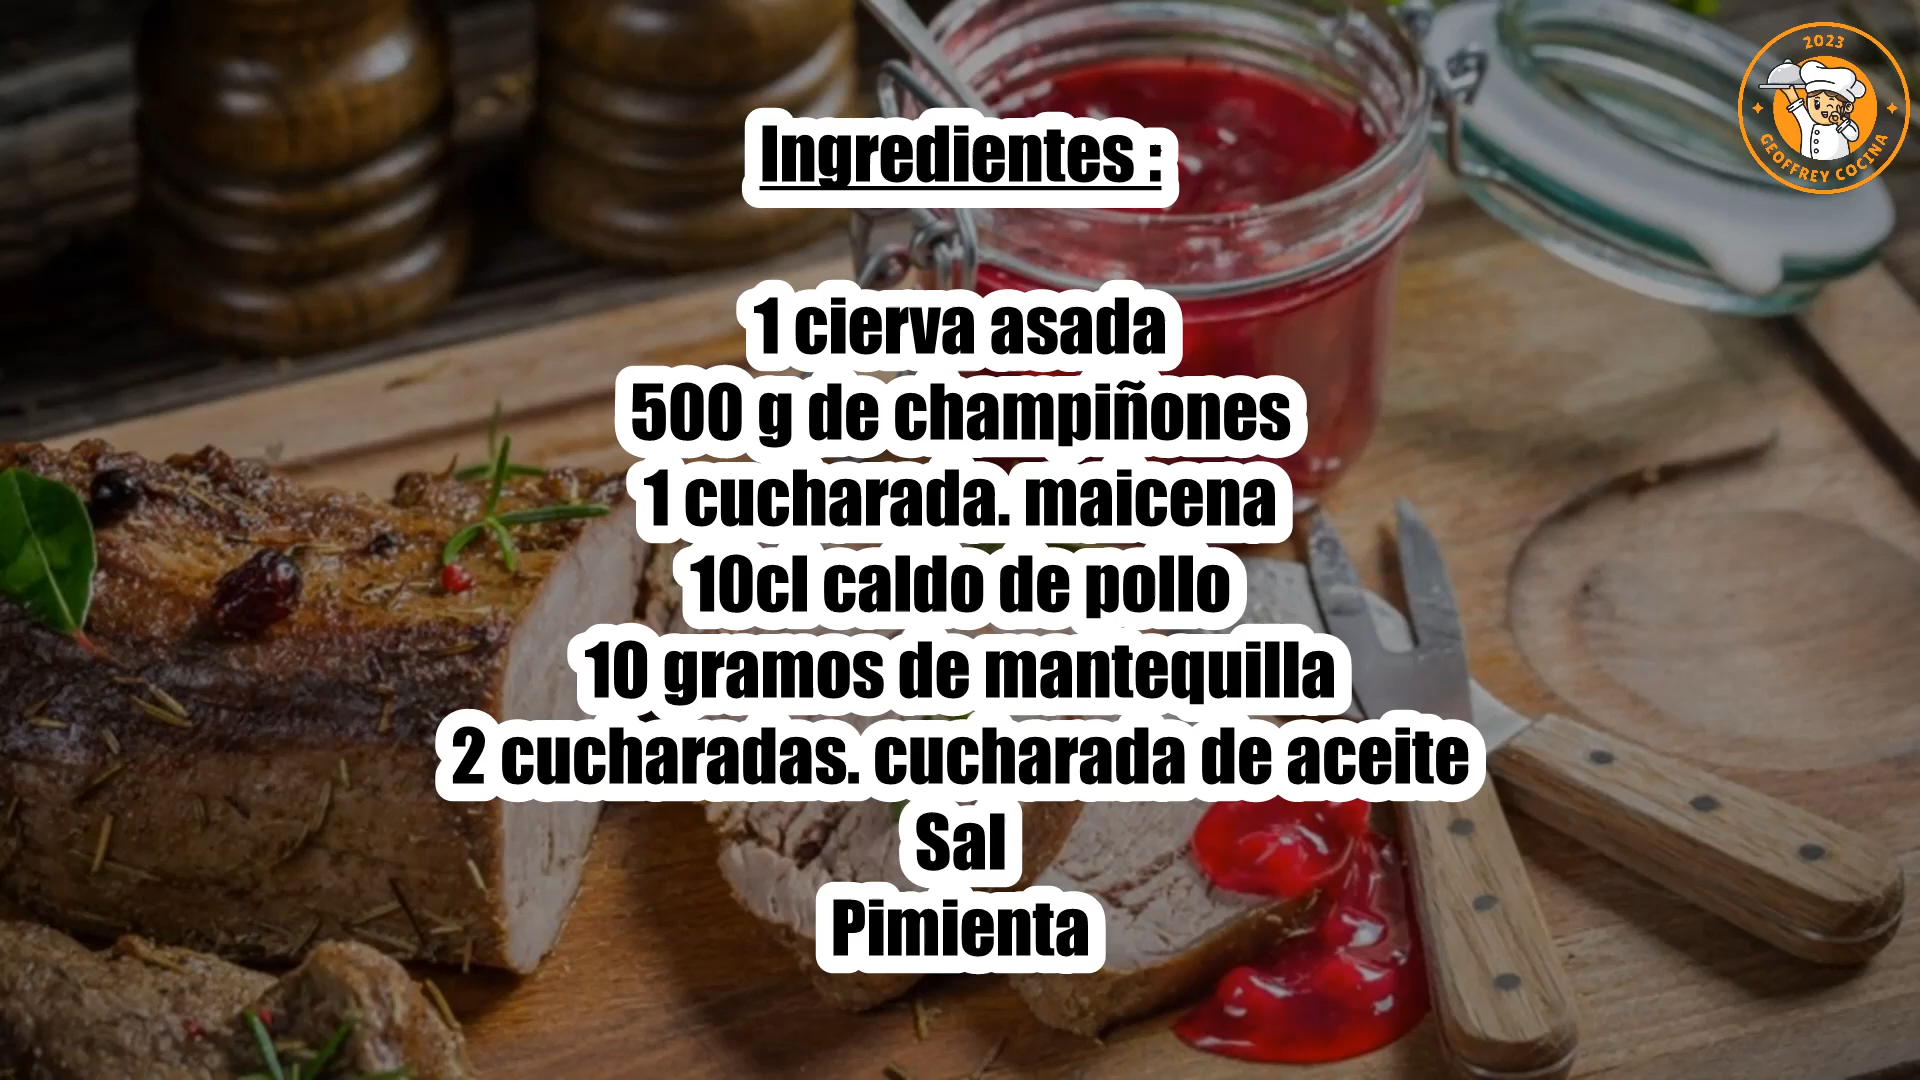 2023
GEOFFREY COCINA
Ingredientes :
1 cierva asada
500 g de champiñones
1 cucharada. maicena
10cl caldo de pollo
10 gramos de mantequilla
2 cucharadas. cucharada de aceite
Sal
Pimienta